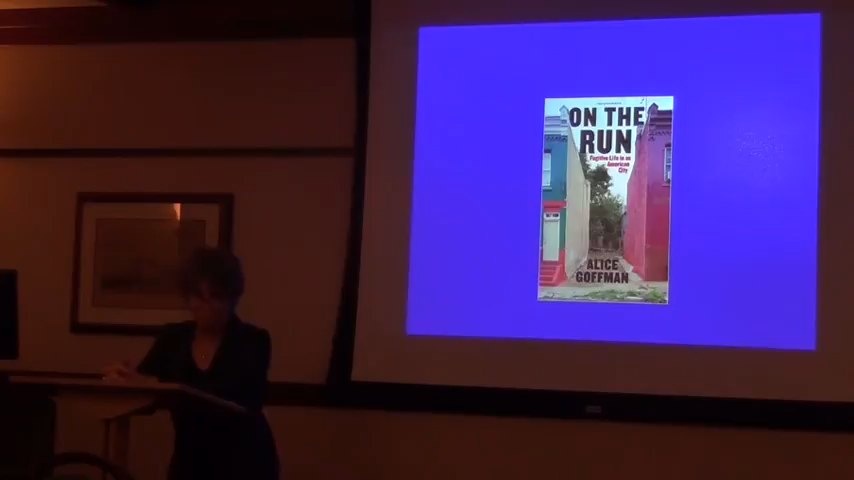 ON THE
RUN
Fugitive Life in an
American
City
ALICE
GOFFMAN